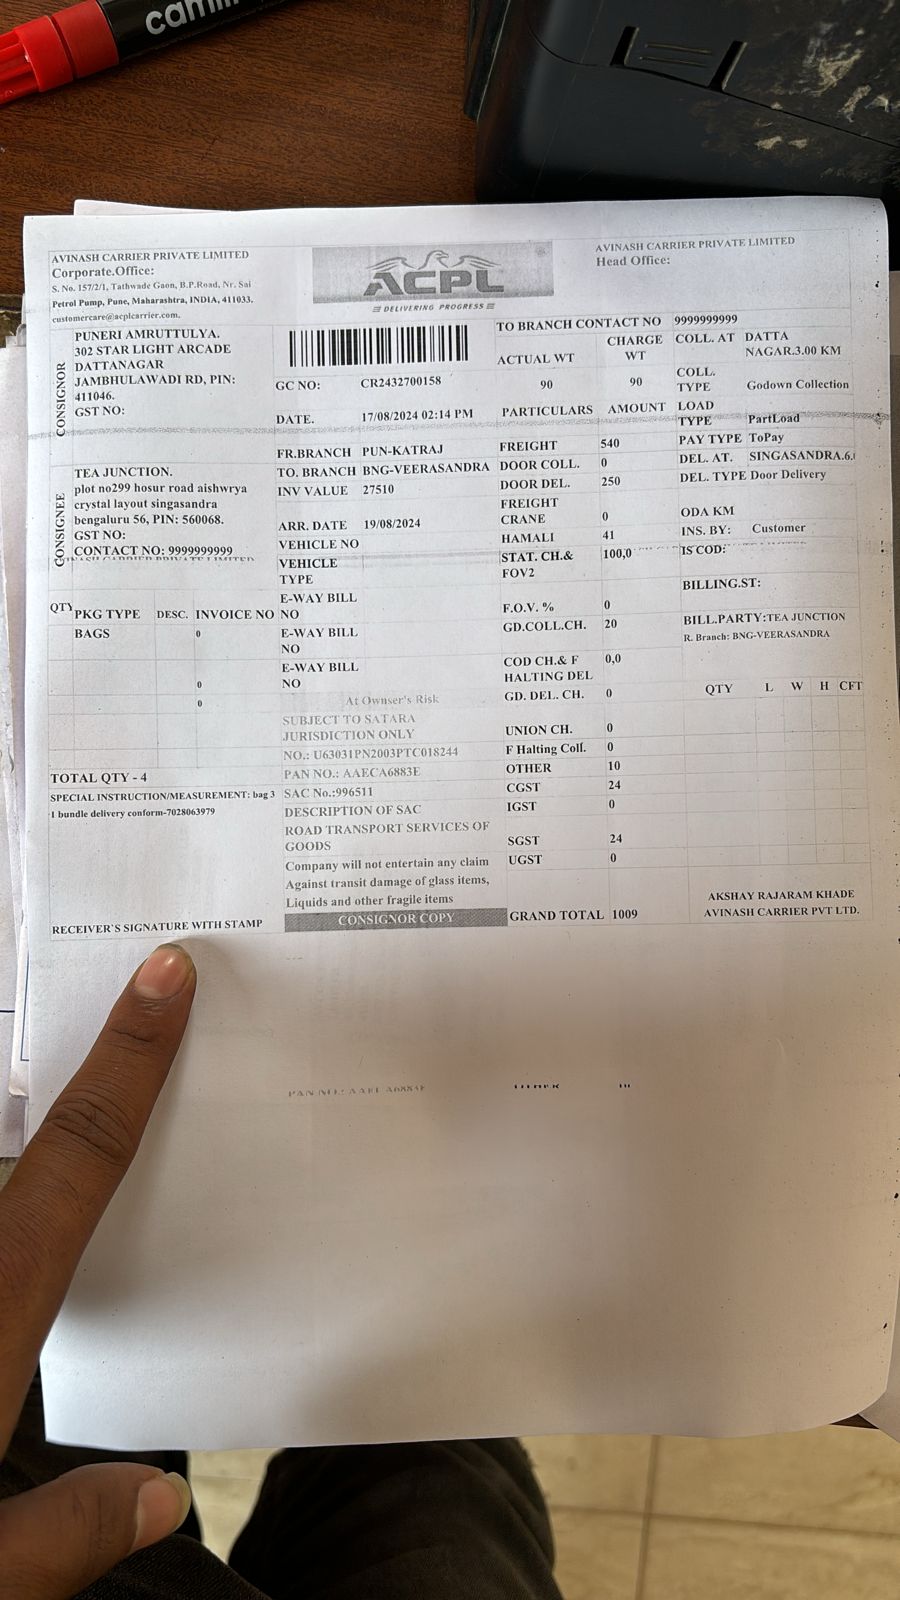 camlin
AVINASH CARRIER PRIVATE LIMITED
Corporate.Office:
S. No. 157/2/1, Tathwade Gaon, B.P.Road, Nr. Sai
Petrol Pump, Pune, Maharashtra, INDIA, 411033.
customercare@acplcarrier.com.
ACPL
DELIVERING PROGRESS
AVINASH CARRIER PRIVATE LIMITED
Head Office:
CONSIGNOR
PUNERI AMRUTTULYA.
302 STAR LIGHT ARCADE
DATTANAGAR
JAMBHULAWADI RD, PIN:
411046.
GST NO:
GC NO: CR2432700158
DATE. 17/08/2024 02:14 PM
TO BRANCH CONTACT NO 9999999999
ACTUAL WT CHARGE WT
90 90
COLL. AT DATTA NAGAR.3.00 KM
COLL. TYPE Godown Collection
PARTICULARS AMOUNT
LOAD TYPE PartLoad
CONSIGNEE
TEA JUNCTION.
plot no299 hosur road aishwrya
crystal layout singasandra
bengaluru 56, PIN: 560068.
GST NO:
CONTACT NO: 9999999999
FR.BRANCH PUN-KATRAJ
TO. BRANCH BNG-VEERASANDRA
INV VALUE 27510
ARR. DATE 19/08/2024
VEHICLE NO
VEHICLE TYPE
E-WAY BILL NO
E-WAY BILL NO
E-WAY BILL NO
FREIGHT 540
DOOR COLL. 0
DOOR DEL. 250
FREIGHT CRANE 0
HAMALI 41
STAT. CH.& FOV2 100,0
F.O.V. % 0
GD.COLL.CH. 20
COD CH.& F HALTING DEL 0,0
GD. DEL. CH. 0
UNION CH. 0
F Halting Coll. 0
OTHER 10
CGST 24
IGST 0
SGST 24
UGST 0
GRAND TOTAL 1009
PAY TYPE ToPay
DEL. AT. SINGASANDRA.6.
DEL. TYPE Door Delivery
ODA KM
INS. BY: Customer
IS COD:
BILLING.ST:
BILL.PARTY:TEA JUNCTION
R. Branch: BNG-VEERASANDRA
QTY L W H CFT
QTY PKG TYPE DESC. INVOICE NO
BAGS 0
0
0
TOTAL QTY - 4
SPECIAL INSTRUCTION/MEASUREMENT: bag 3
1 bundle delivery conform-7028063979
At Ownser's Risk
SUBJECT TO SATARA
JURISDICTION ONLY
NO.: U63031PN2003PTC018244
PAN NO.: AAECA6883E
SAC No.:996511
DESCRIPTION OF SAC
ROAD TRANSPORT SERVICES OF
GOODS
Company will not entertain any claim
Against transit damage of glass items,
Liquids and other fragile items
RECEIVER'S SIGNATURE WITH STAMP
CONSIGNOR COPY
AKSHAY RAJARAM KHADE
AVINASH CARRIER PVT LTD.